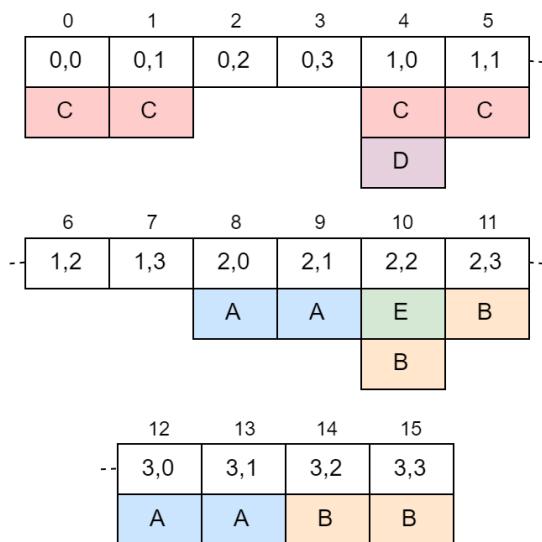 0 1 2 3 4 5
0,0 0,1 0,2 0,3 1,0 1,1
C C C C
D
6 7 8 9 10 11
1,2 1,3 2,0 2,1 2,2 2,3
A A E B
B
12 13 14 15
3,0 3,1 3,2 3,3
A A B B